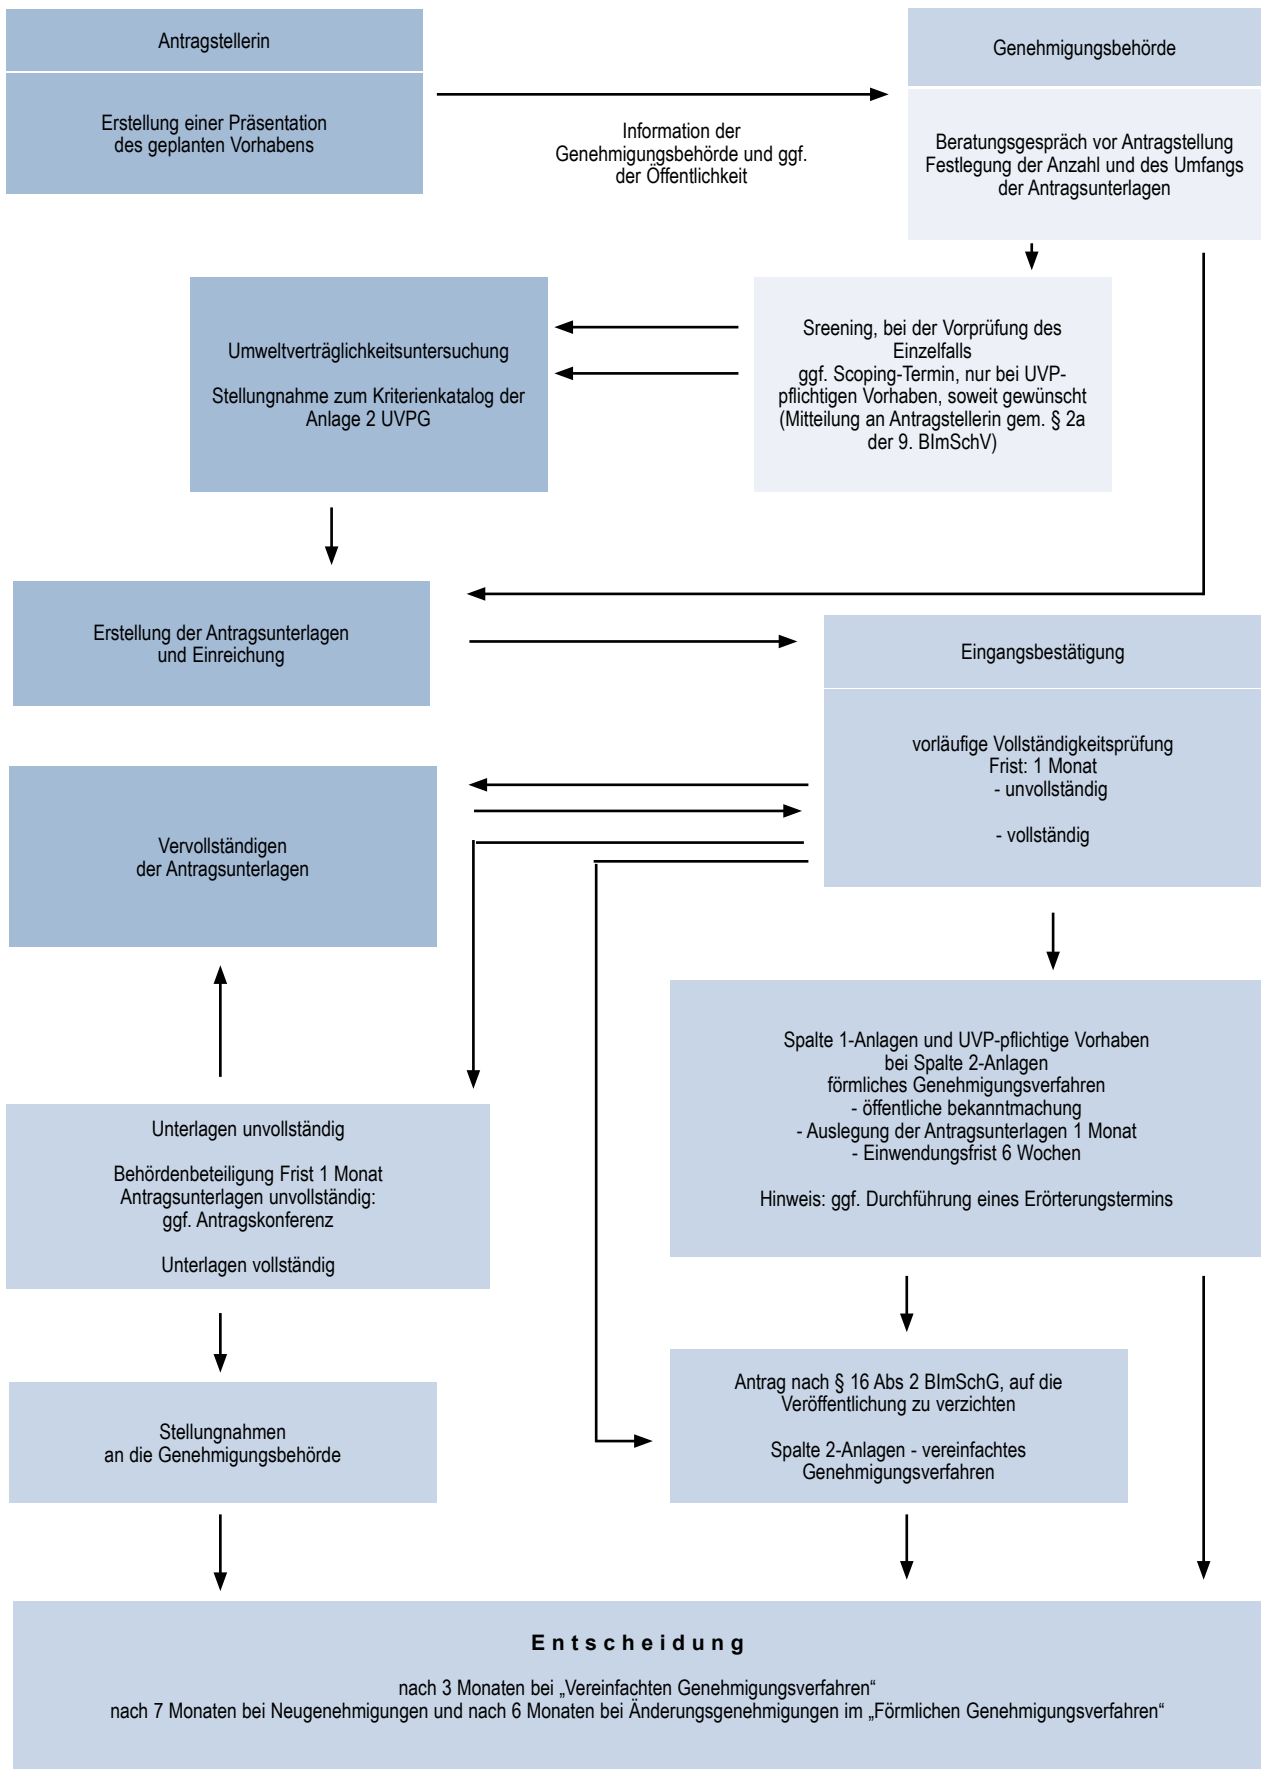 Antragstellerin
Erstellung einer Präsentation
des geplanten Vorhabens
Information der
Genehmigungsbehörde und ggf.
der Öffentlichkeit
Genehmigungsbehörde
Beratungsgespräch vor Antragstellung
Festlegung der Anzahl und des Umfangs
der Antragsunterlagen
Umweltverträglichkeitsuntersuchung
Stellungnahme zum Kriterienkatalog der
Anlage 2 UVPG
Sreening, bei der Vorprüfung des
Einzelfalls
ggf. Scoping-Termin, nur bei UVP-
pflichtigen Vorhaben, soweit gewünscht
(Mitteilung an Antragstellerin gem. § 2a
der 9. BImSchV)
Erstellung der Antragsunterlagen
und Einreichung
Eingangsbestätigung
vorläufige Vollständigkeitsprüfung
Frist: 1 Monat
- unvollständig
- vollständig
Vervollständigen
der Antragsunterlagen
Spalte 1-Anlagen und UVP-pflichtige Vorhaben
bei Spalte 2-Anlagen
förmliches Genehmigungsverfahren
- öffentliche bekanntmachung
- Auslegung der Antragsunterlagen 1 Monat
- Einwendungsfrist 6 Wochen
Hinweis: ggf. Durchführung eines Erörterungstermins
Unterlagen unvollständig
Behördenbeteiligung Frist 1 Monat
Antragsunterlagen unvollständig:
ggf. Antragskonferenz
Unterlagen vollständig
Antrag nach § 16 Abs 2 BImSchG, auf die
Veröffentlichung zu verzichten
Spalte 2-Anlagen - vereinfachtes
Genehmigungsverfahren
Stellungnahmen
an die Genehmigungsbehörde
Entscheidung
nach 3 Monaten bei „Vereinfachten Genehmigungsverfahren“
nach 7 Monaten bei Neugenehmigungen und nach 6 Monaten bei Änderungsgenehmigungen im „Förmlichen Genehmigungsverfahren“